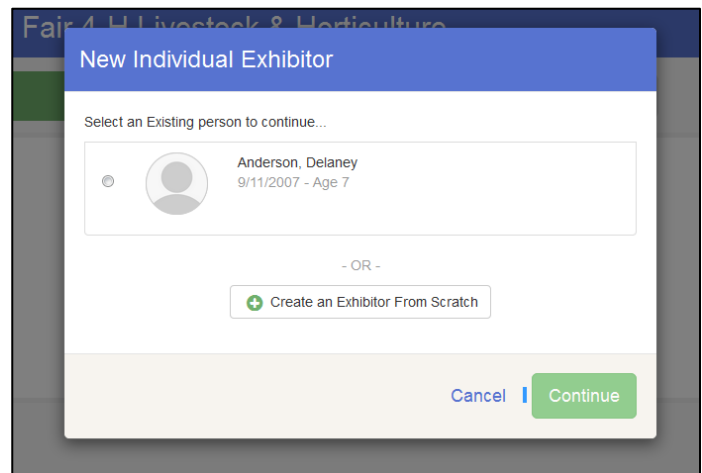 Fair 4-H Livestock & Horticulture
New Individual Exhibitor
Select an Existing person to continue...
Anderson, Delaney
9/11/2007 - Age 7
- OR -
Create an Exhibitor From Scratch
Cancel
Continue